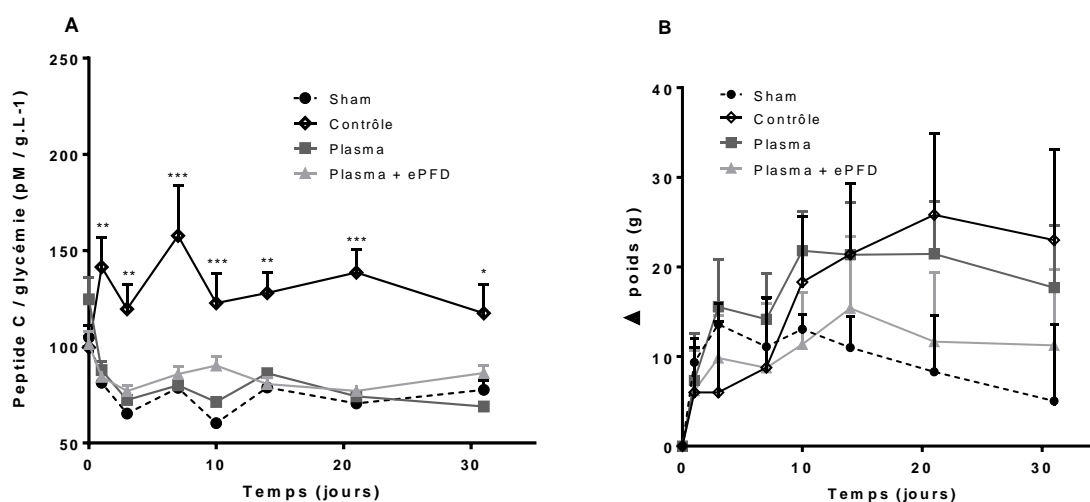 A
Peptide C / glycémie (pM / g.L-1)
250
200
150
100
50
0
10
20
30
Temps (jours)
Sham
Contrôle
Plasma
Plasma + ePFD
**
**
***
***
**
***
*
B
▲ poids (g)
40
30
20
10
0
0
10
20
30
Temps (jours)
Sham
Contrôle
Plasma
Plasma + ePFD